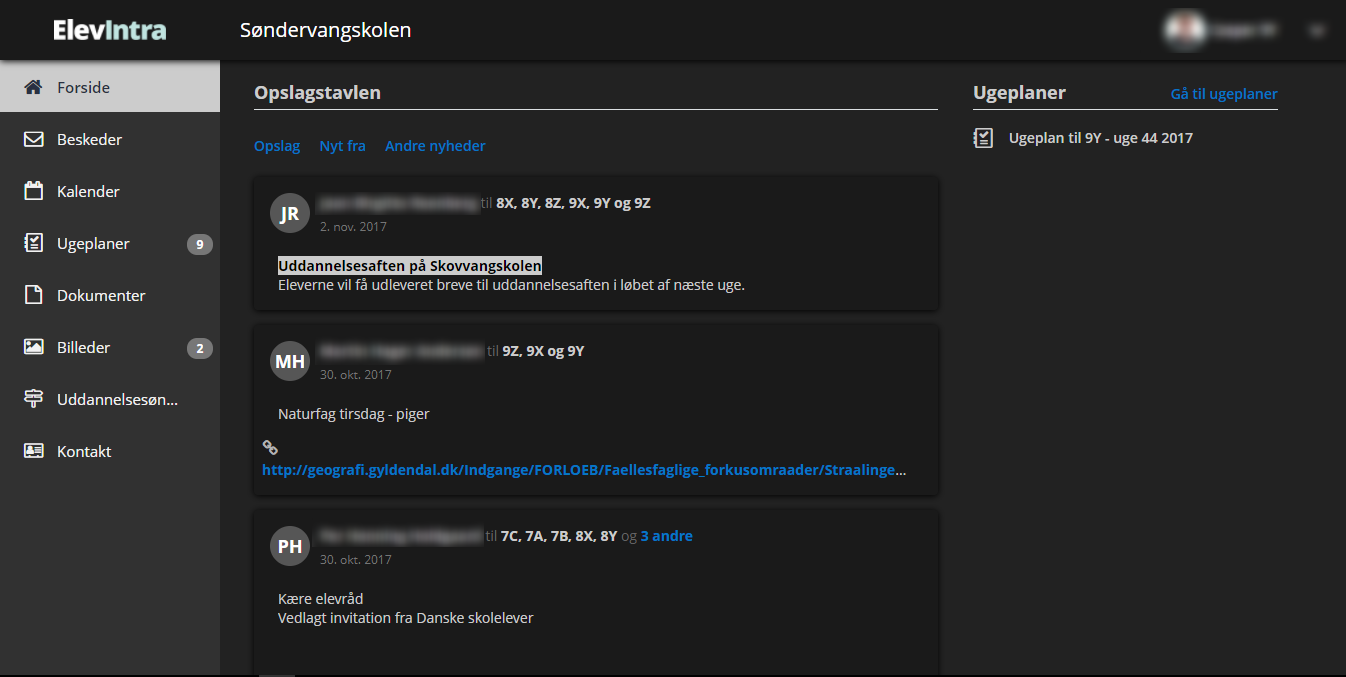 ElevIntra
Søndervangskolen
Forside
Beskeder
Kalender
Ugeplaner 9
Dokumenter
Billeder 2
Uddannelsesøn...
Kontakt
Opslagstavlen
Opslag Nyt fra Andre nyheder
JR
til 8X, 8Y, 8Z, 9X, 9Y og 9Z
2. nov. 2017
Uddannelsesaften på Skovvangskolen
Eleverne vil få udleveret breve til uddannelsesaften i løbet af næste uge.
MH
til 9Z, 9X og 9Y
30. okt. 2017
Naturfag tirsdag - piger
http://geografi.gyldendal.dk/Indgange/FORLOEB/Faellesfaglige_forkusomraader/Straalinge...
PH
til 7C, 7A, 7B, 8X, 8Y og 3 andre
30. okt. 2017
Kære elevråd
Vedlagt invitation fra Danske skolelever
Ugeplaner Gå til ugeplaner
Ugeplan til 9Y - uge 44 2017